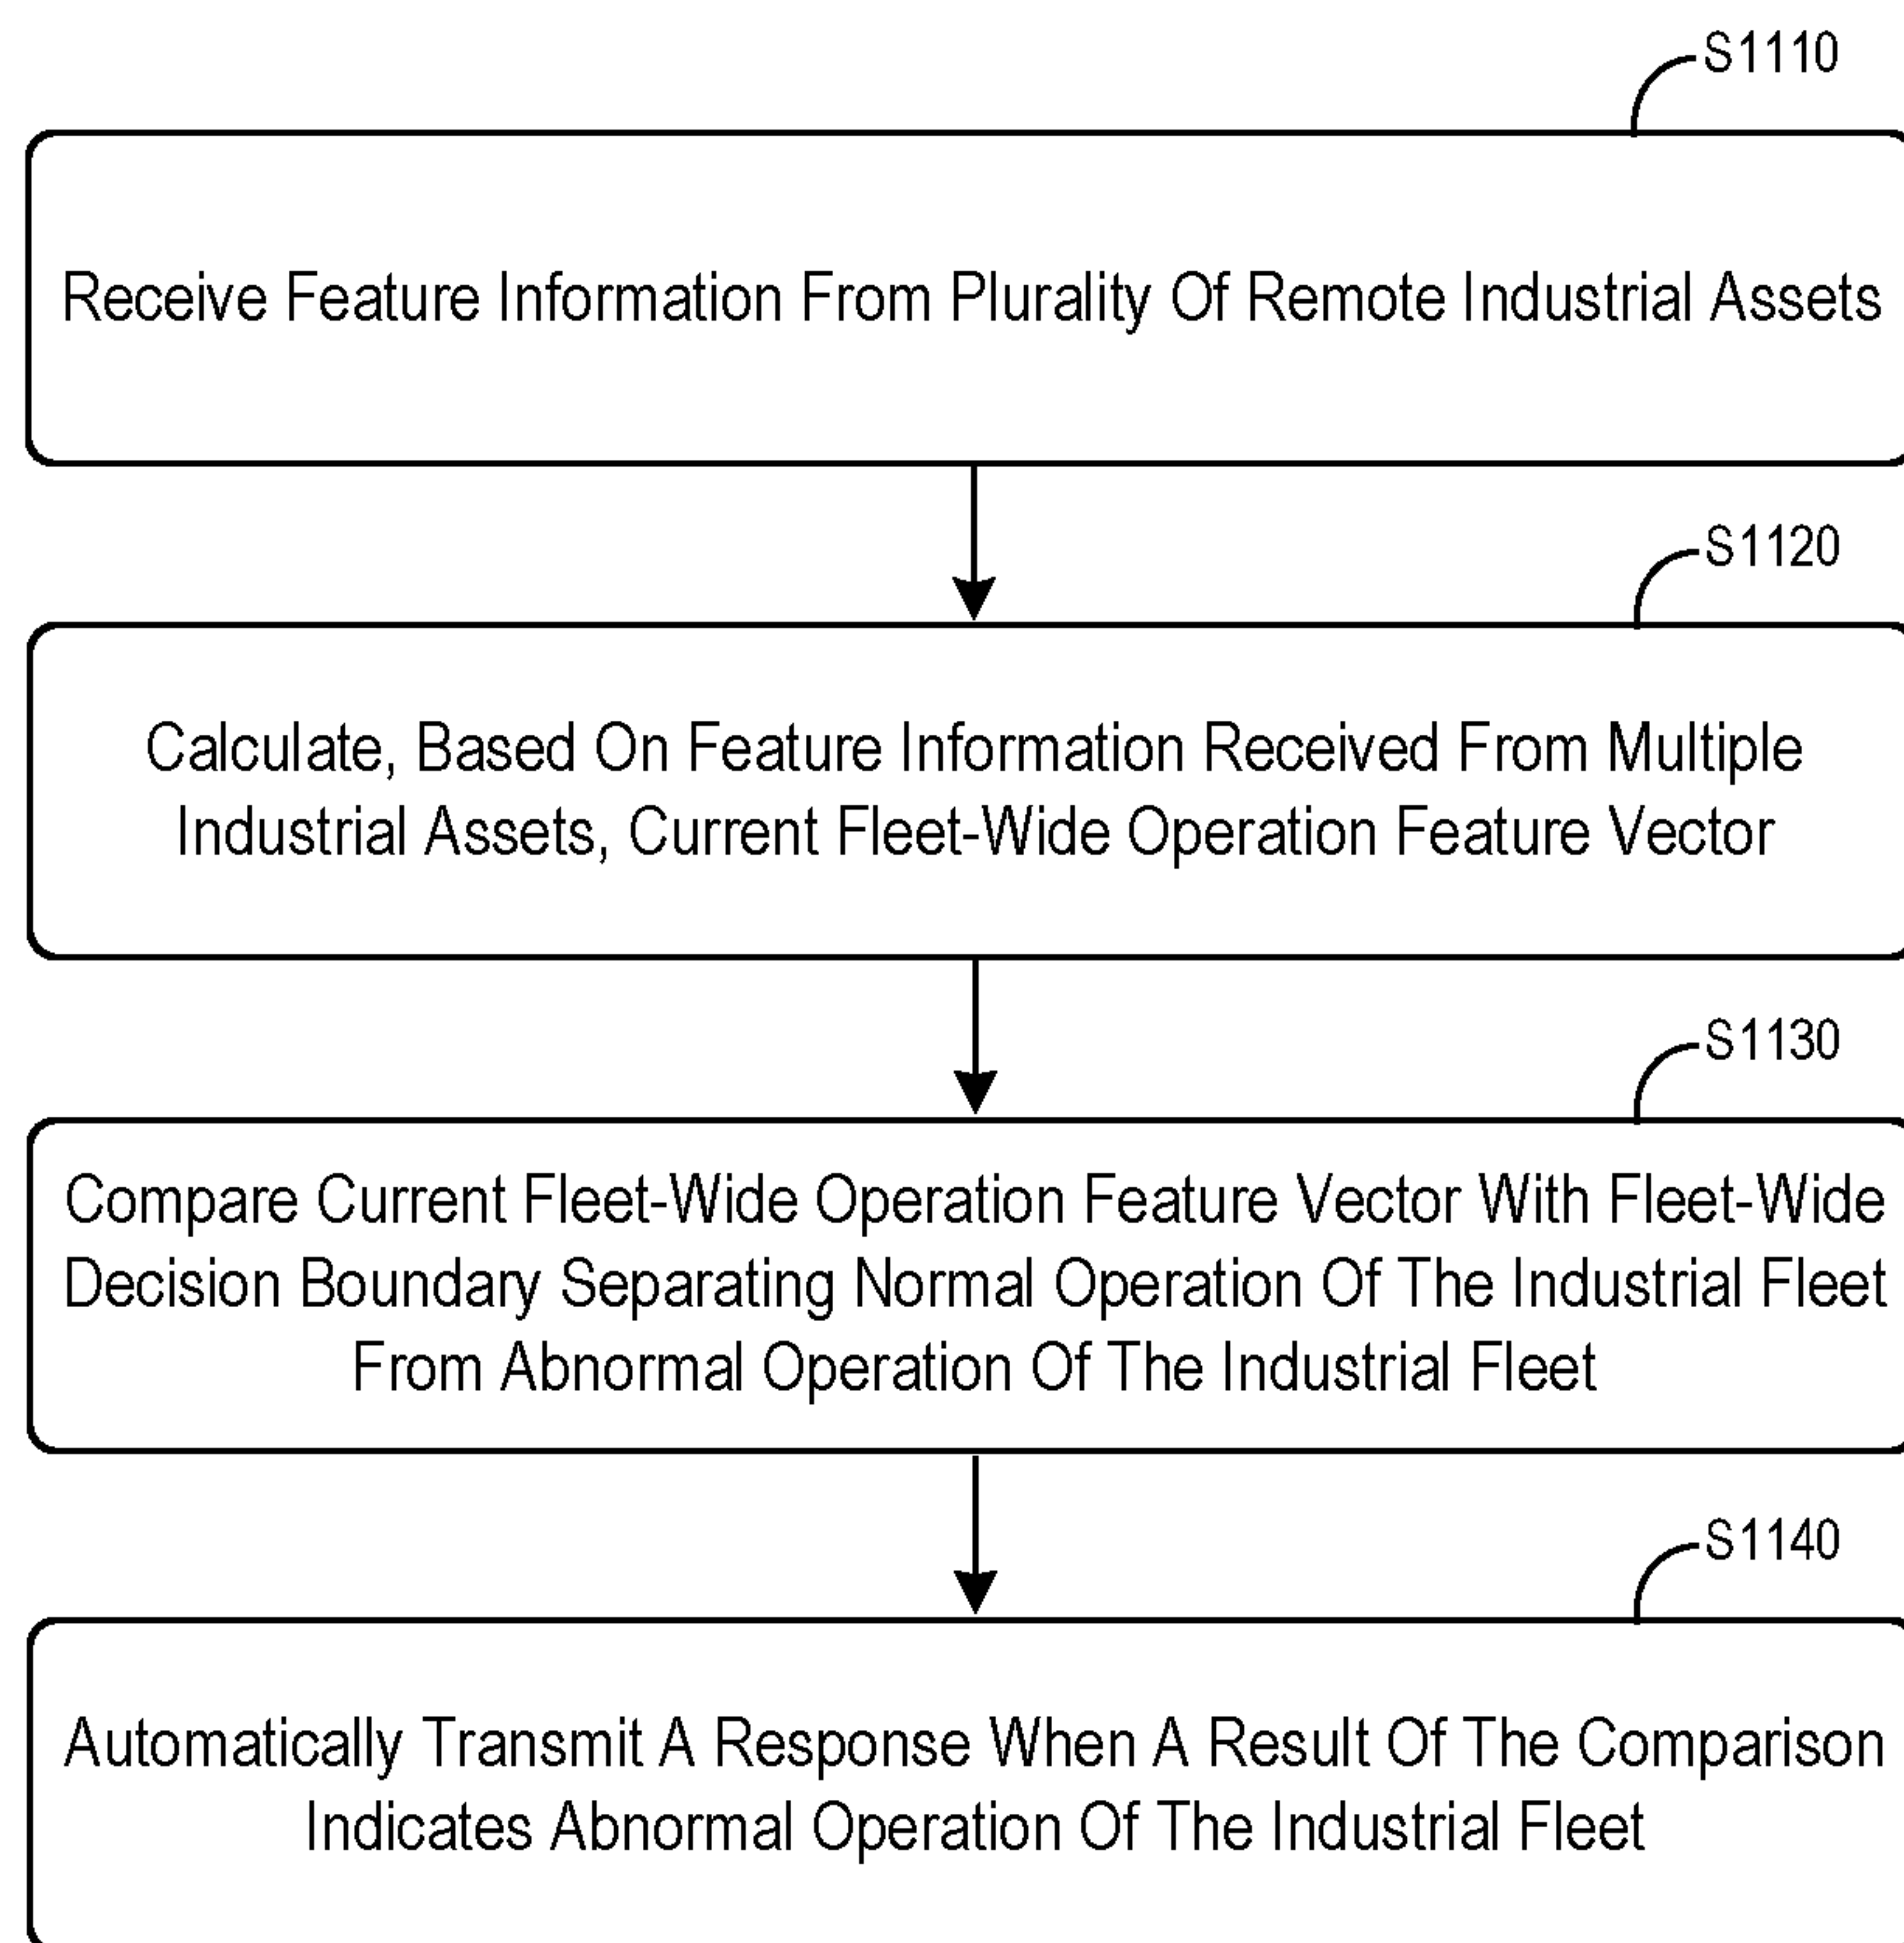 S1110
Receive Feature Information From Plurality Of Remote Industrial Assets
S1120
Calculate, Based On Feature Information Received From Multiple
Industrial Assets, Current Fleet-Wide Operation Feature Vector
S1130
Compare Current Fleet-Wide Operation Feature Vector With Fleet-Wide
Decision Boundary Separating Normal Operation Of The Industrial Fleet
From Abnormal Operation Of The Industrial Fleet
S1140
Automatically Transmit A Response When A Result Of The Comparison
Indicates Abnormal Operation Of The Industrial Fleet